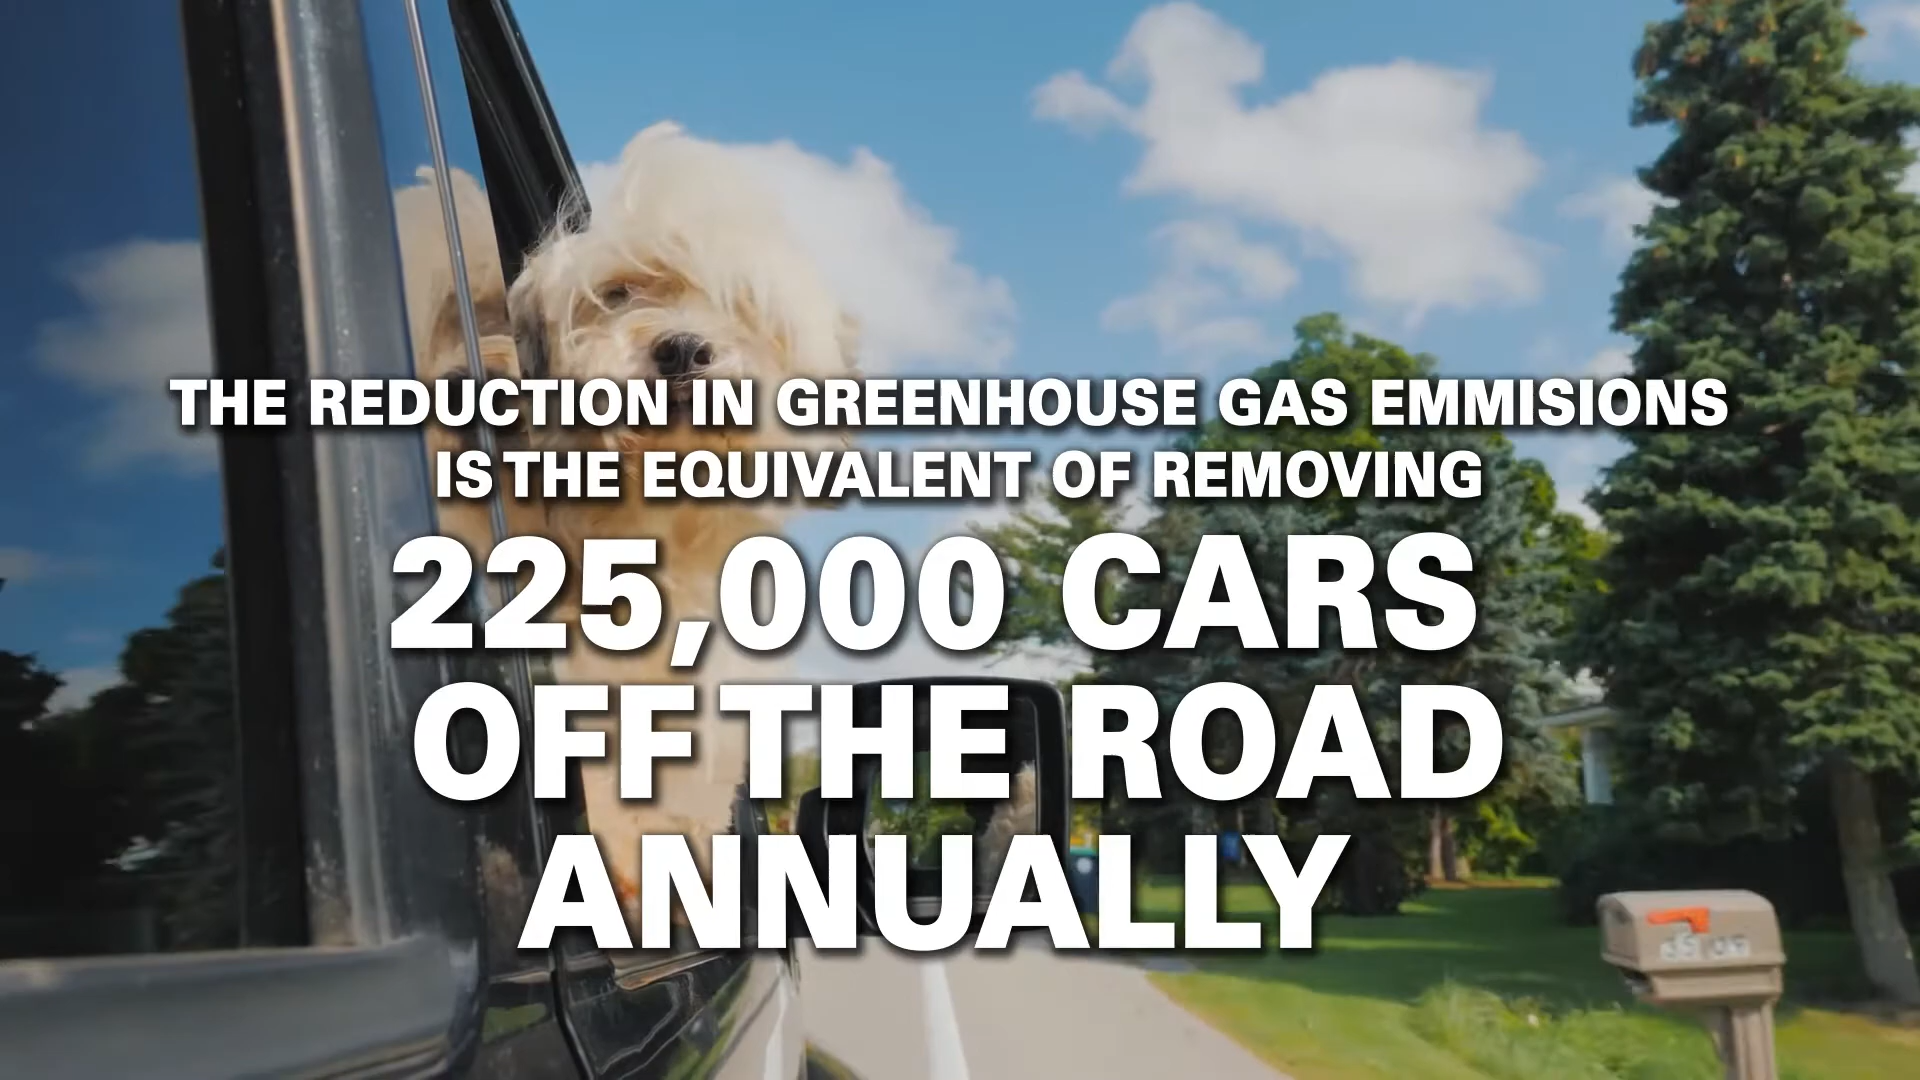 THE REDUCTION IN GREENHOUSE GAS EMMISIONS
IS THE EQUIVALENT OF REMOVING
225,000 CARS
OFF THE ROAD
ANNUALLY